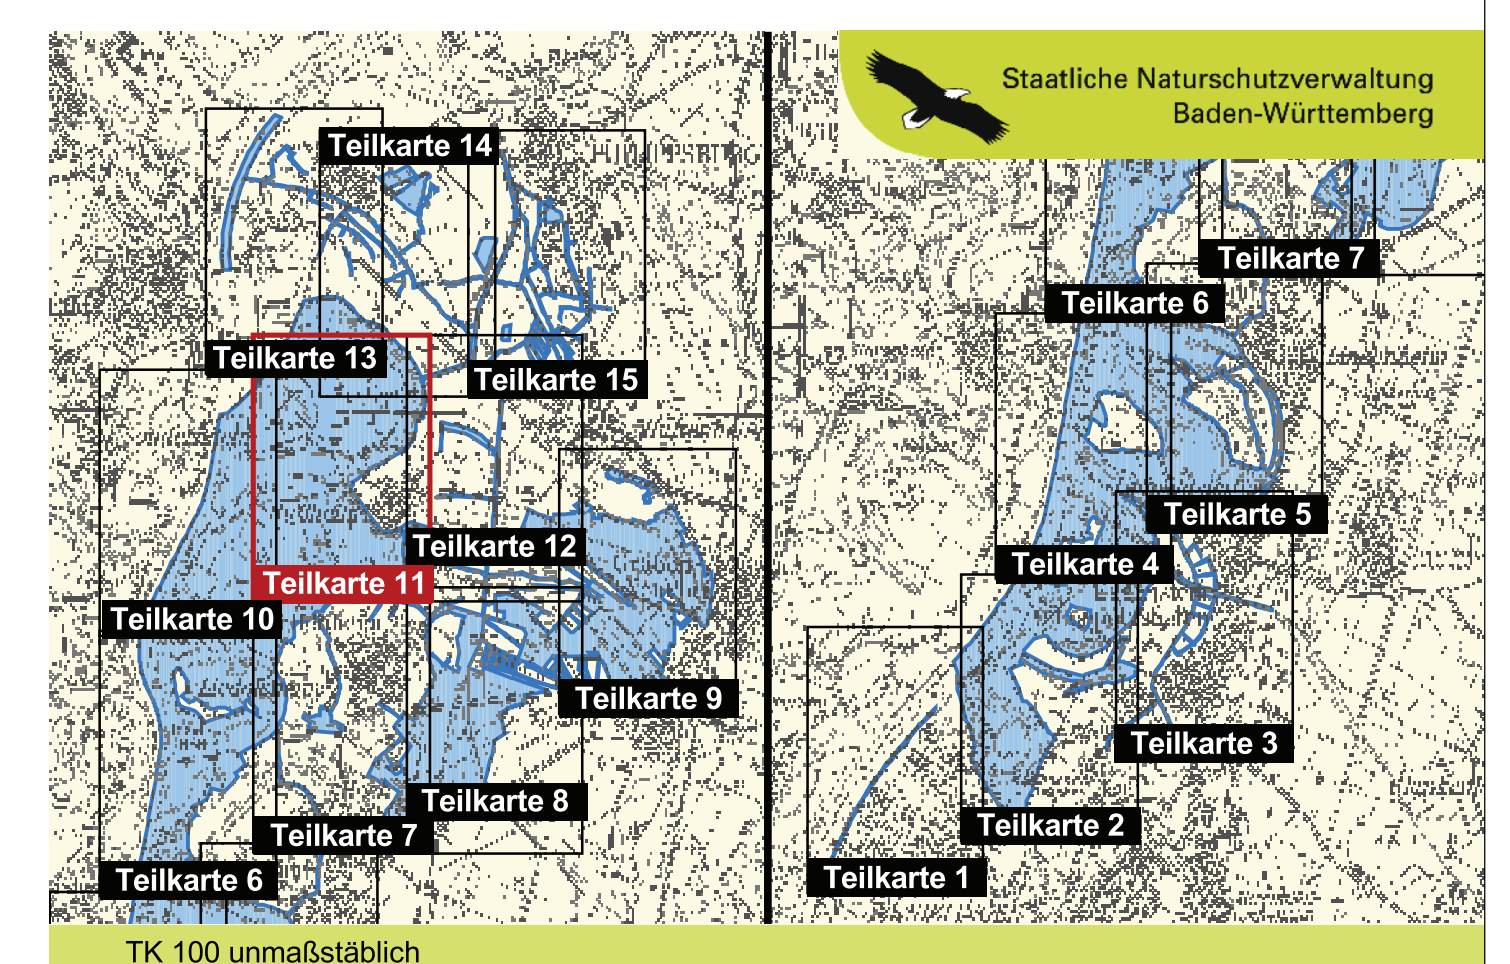 Staatliche Naturschutzverwaltung
Baden-Württemberg
Teilkarte 14
Teilkarte 13
Teilkarte 15
Teilkarte 12
Teilkarte 11
Teilkarte 10
Teilkarte 9
Teilkarte 8
Teilkarte 7
Teilkarte 6
Teilkarte 7
Teilkarte 6
Teilkarte 5
Teilkarte 4
Teilkarte 3
Teilkarte 2
Teilkarte 1
TK 100 unmaßstäblich